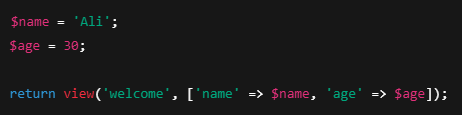 $name = 'Ali';
$age = 30;
return view('welcome', ['name' => $name, 'age' => $age]);